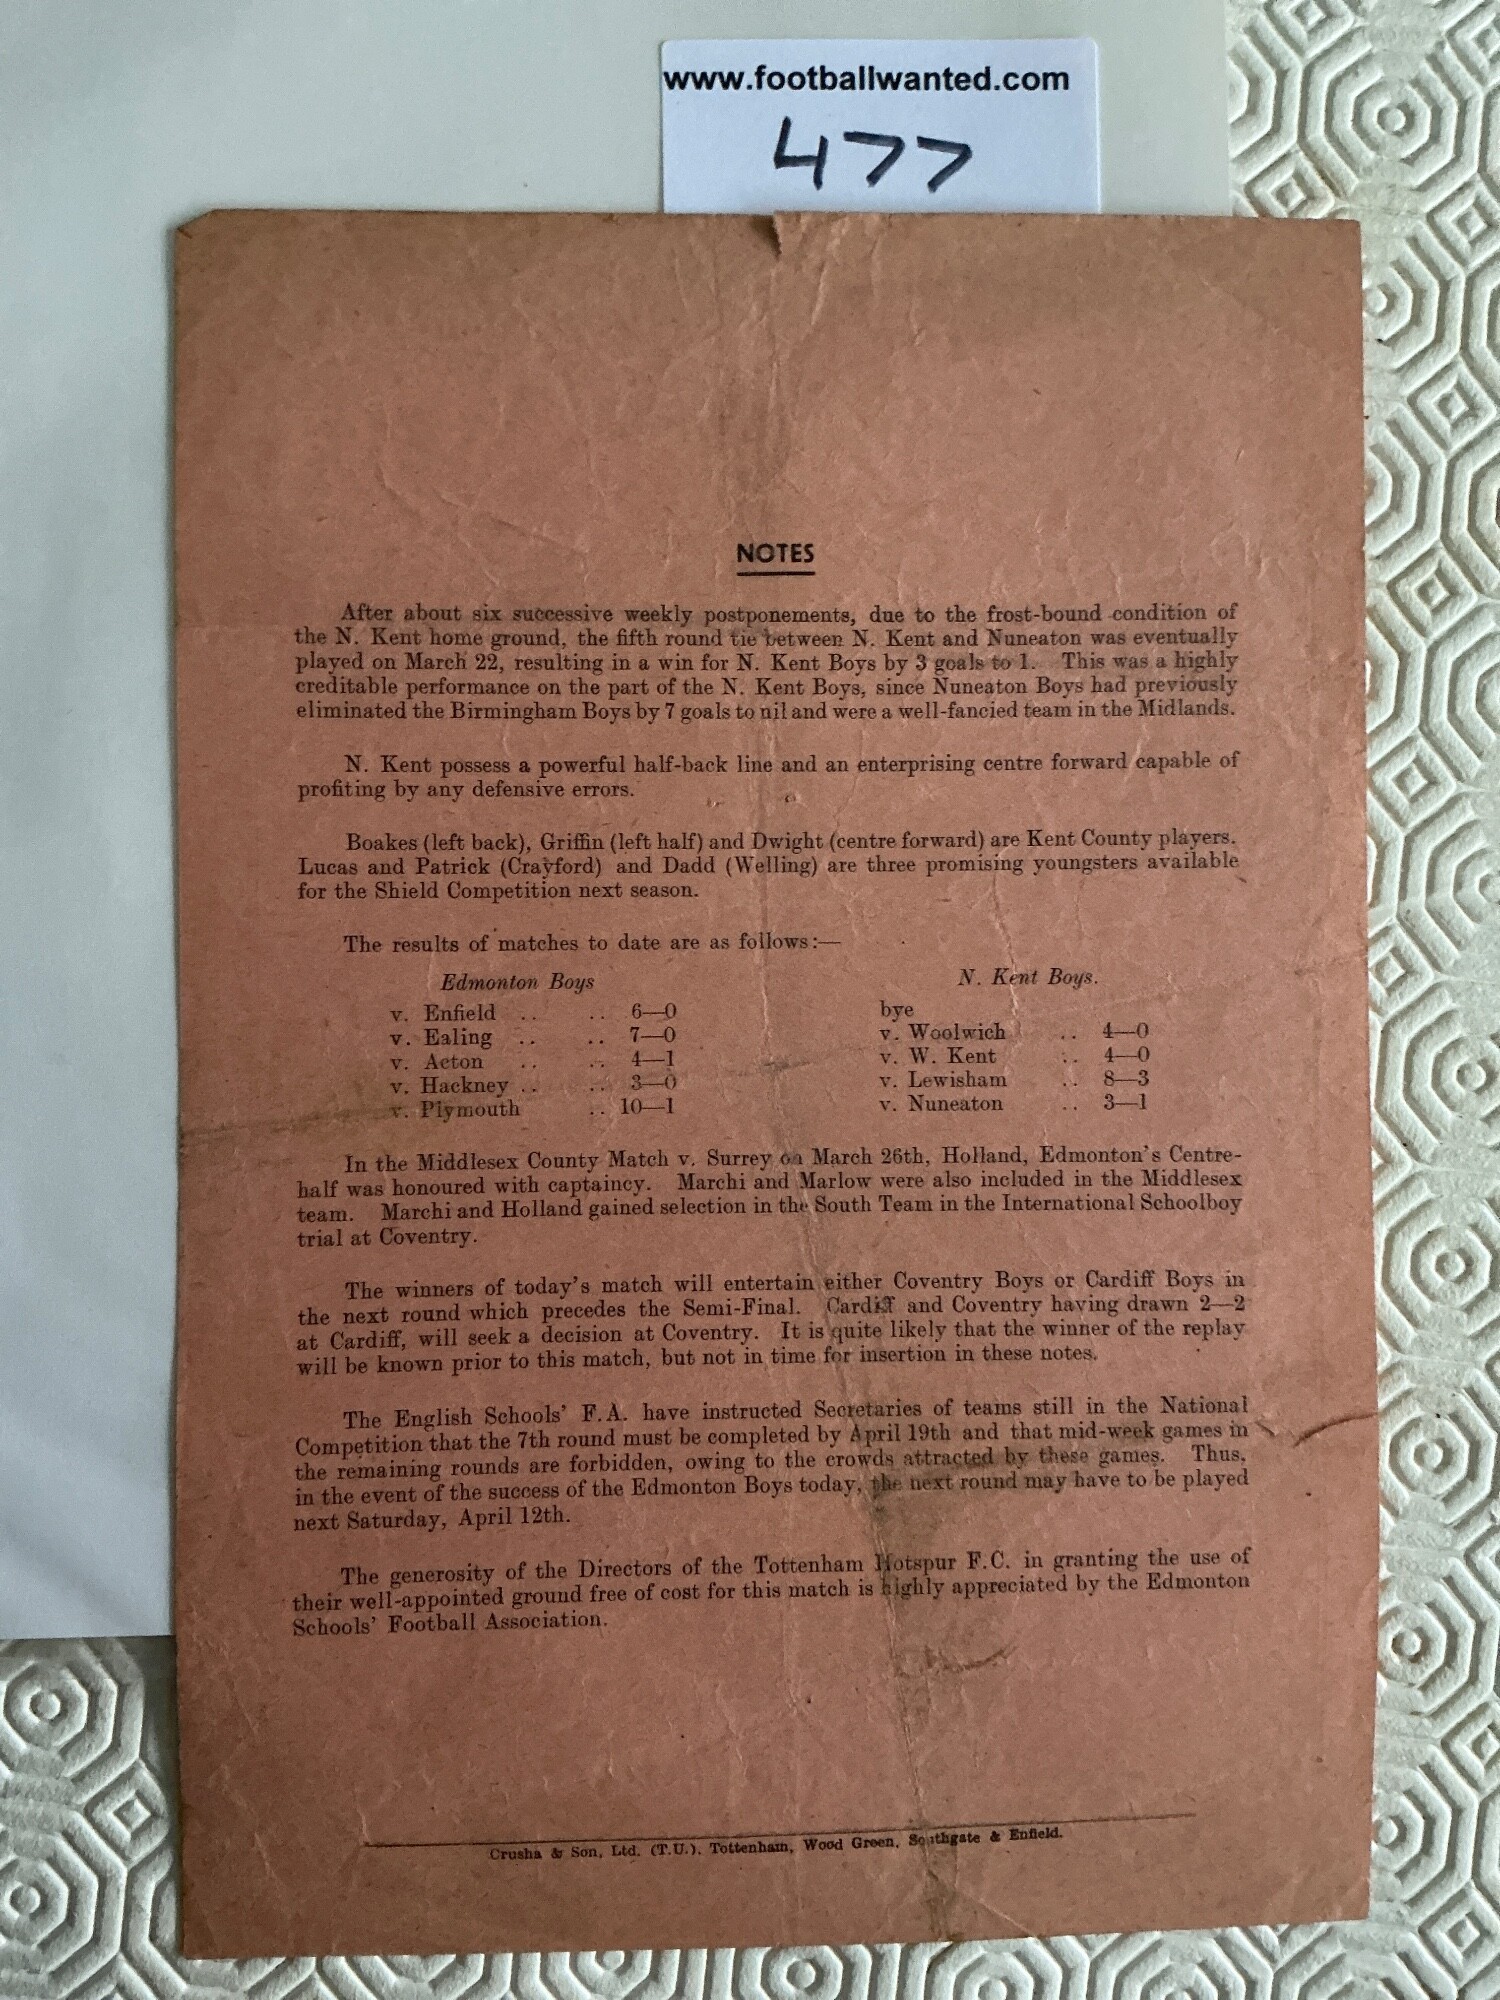 www.footballwanted.com
477
NOTES
After about six successive weekly postponements, due to the frost-bound condition of
the N. Kent home ground, the fifth round tie between N. Kent and Nuneaton was eventually
played on March 22, resulting in a win for N. Kent Boys by 3 goals to 1. This was a highly
creditable performance on the part of the N. Kent Boys, since Nuneaton Boys had previously
eliminated the Birmingham Boys by 7 goals to nil and were a well-fancied team in the Midlands.
N. Kent possess a powerful half-back line and an enterprising centre forward capable of
profiting by any defensive errors.
Boakes (left back), Griffin (left half) and Dwight (centre forward) are Kent County players.
Lucas and Patrick (Crayford) and Dadd (Welling) are three promising youngsters available
for the Shield Competition next season.
The results of matches to date are as follows:—
Edmonton Boys
v. Enfield .. .. 6—0
v. Ealing .. .. 7—0
v. Acton .. .. 4—1
v. Hackney .. .. 3—0
v. Plymouth .. 10—1
N. Kent Boys.
bye
v. Woolwich .. 4—0
v. W. Kent .. 4—0
v. Lewisham .. 8—3
v. Nuneaton .. 3—1
In the Middlesex County Match v. Surrey on March 26th, Holland, Edmonton's Centre-
half was honoured with captaincy. Marchi and Marlow were also included in the Middlesex
team. Marchi and Holland gained selection in the South Team in the International Schoolboy
trial at Coventry.
The winners of today's match will entertain either Coventry Boys or Cardiff Boys in
the next round which precedes the Semi-Final. Cardiff and Coventry having drawn 2—2
at Cardiff, will seek a decision at Coventry. It is quite likely that the winner of the replay
will be known prior to this match, but not in time for insertion in these notes.
The English Schools' F.A. have instructed Secretaries of teams still in the National
Competition that the 7th round must be completed by April 19th and that mid-week games in
the remaining rounds are forbidden, owing to the crowds attracted by these games. Thus,
in the event of the success of the Edmonton Boys today, the next round may have to be played
next Saturday, April 12th.
The generosity of the Directors of the Tottenham Hotspur F.C. in granting the use of
their well-appointed ground free of cost for this match is highly appreciated by the Edmonton
Schools' Football Association.
Crusha & Son, Ltd. (T.U.), Tottenham, Wood Green, Southgate & Enfield.